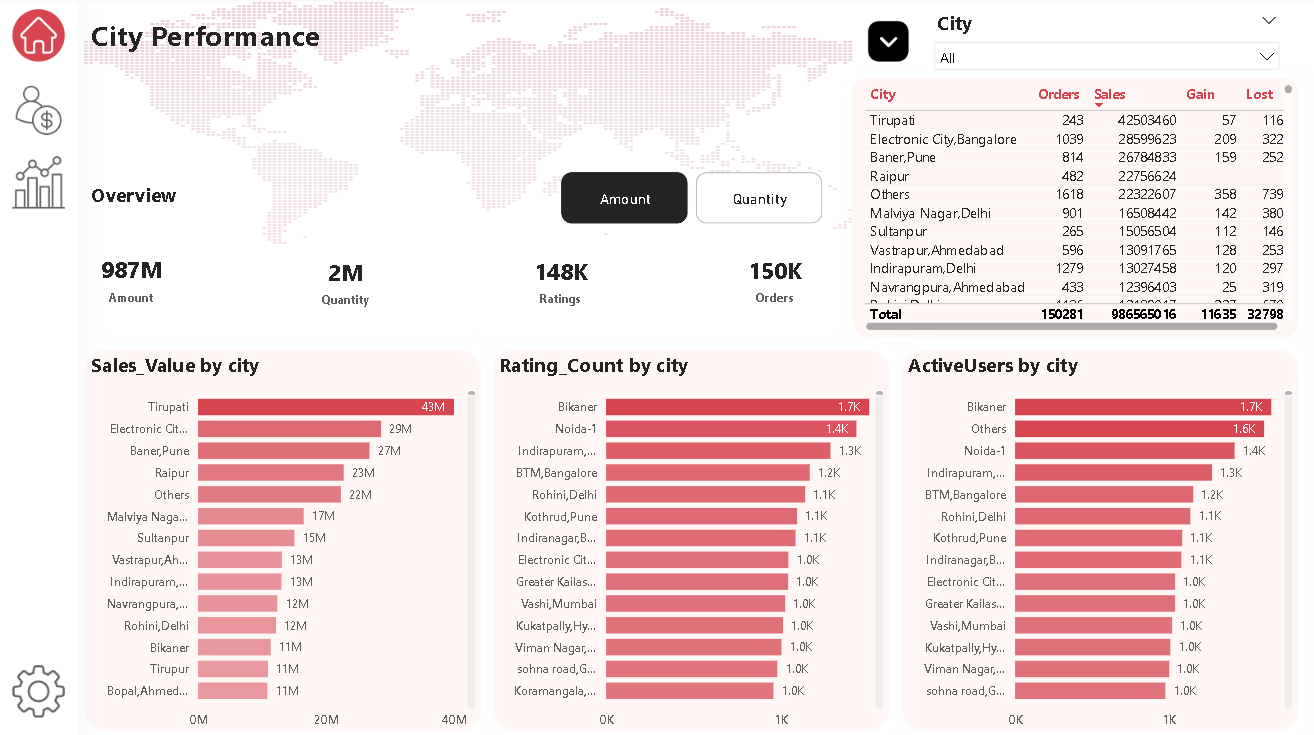 City Performance
City
All
Overview
Amount
Quantity
987M
Amount
2M
Quantity
148K
Ratings
150K
Orders
City Orders Sales Gain Lost
Tirupati 243 42503460 57 116
Electronic City,Bangalore 1039 28599623 209 322
Baner,Pune 814 26784833 159 252
Raipur 482 22756624
Others 1618 22322607 358 739
Malviya Nagar,Delhi 901 16508442 142 380
Sultanpur 265 15056504 112 146
Vastrapur,Ahmedabad 596 13091765 128 253
Indirapuram,Delhi 1279 13027458 120 297
Navrangpura,Ahmedabad 433 12396403 25 319
Total 150281 986565016 11635 32798
Sales_Value by city
Tirupati 43M
Electronic Cit... 29M
Baner,Pune 27M
Raipur 23M
Others 22M
Malviya Naga... 17M
Sultanpur 15M
Vastrapur,Ah... 13M
Indirapuram,... 13M
Navrangpura,... 12M
Rohini,Delhi 12M
Bikaner 11M
Tirupur 11M
Bopal,Ahmed... 11M
0M 20M 40M
Rating_Count by city
Bikaner 1.7K
Noida-1 1.4K
Indirapuram,... 1.3K
BTM,Bangalore 1.2K
Rohini,Delhi 1.1K
Kothrud,Pune 1.1K
Indiranagar,B... 1.1K
Electronic Cit... 1.0K
Greater Kailas... 1.0K
Vashi,Mumbai 1.0K
Kukatpally,Hy... 1.0K
Viman Nagar,... 1.0K
sohna road,G... 1.0K
Koramangala,... 1.0K
0K 1K
ActiveUsers by city
Bikaner 1.7K
Others 1.6K
Noida-1 1.4K
Indirapuram,... 1.3K
BTM,Bangalore 1.2K
Rohini,Delhi 1.1K
Kothrud,Pune 1.1K
Indiranagar,B... 1.1K
Electronic Cit... 1.0K
Greater Kailas... 1.0K
Vashi,Mumbai 1.0K
Kukatpally,Hy... 1.0K
Viman Nagar,... 1.0K
sohna road,G... 1.0K
0K 1K